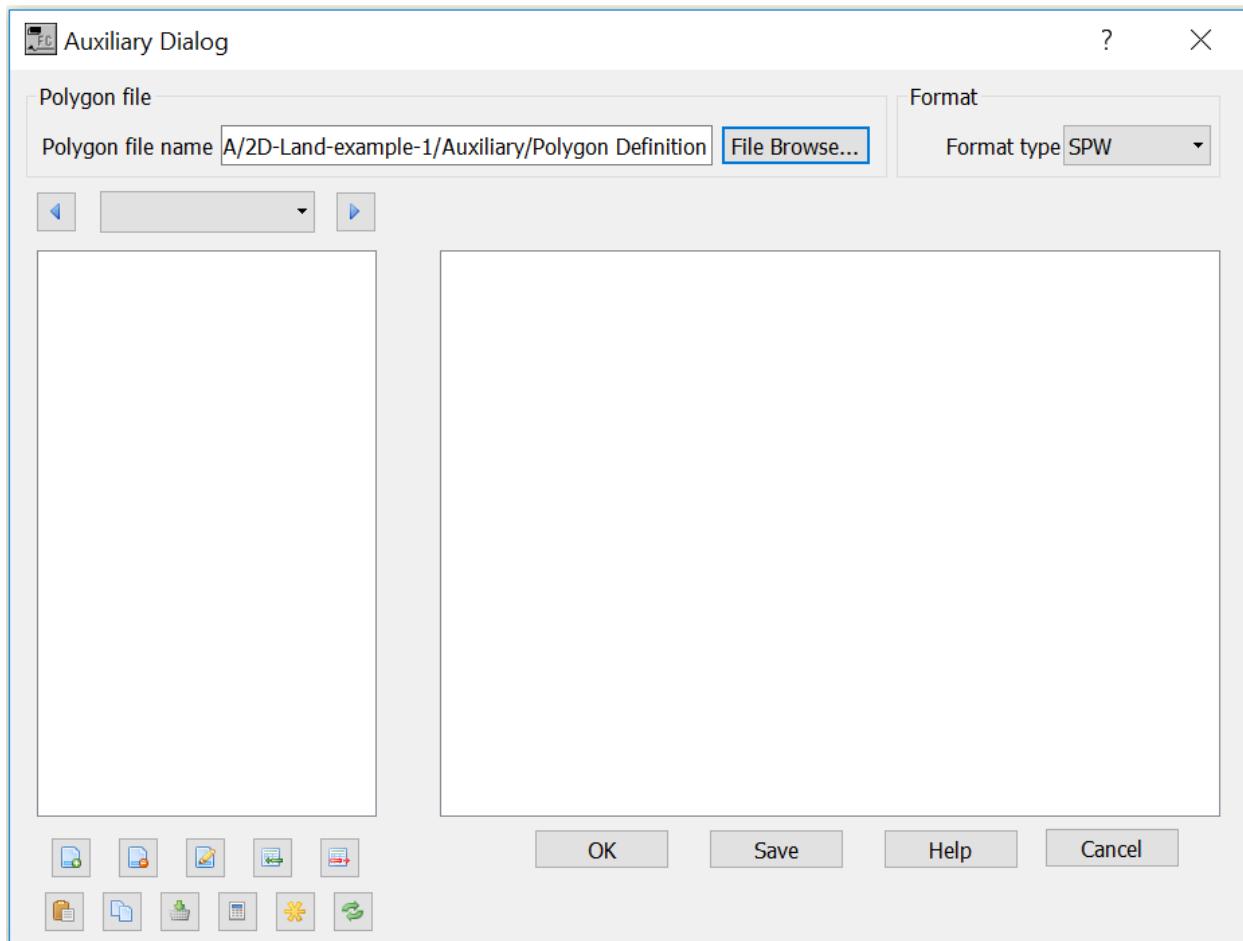 FC Auxiliary Dialog ?
Polygon file
Format
Polygon file name A/2D-Land-example-1/Auxiliary/Polygon Definition File Browse... Format type SPW
OK Save Help Cancel